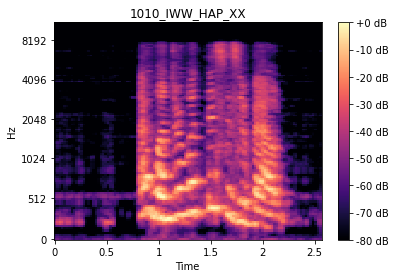 1010_IWW_HAP_XX
+0 dB
8192
-10 dB
4096
-20 dB
-30 dB
2048
Hz
-40 dB
1024
-50 dB
512
-60 dB
-70 dB
0
-80 dB
0 0.5 1 1.5 2 2.5
Time